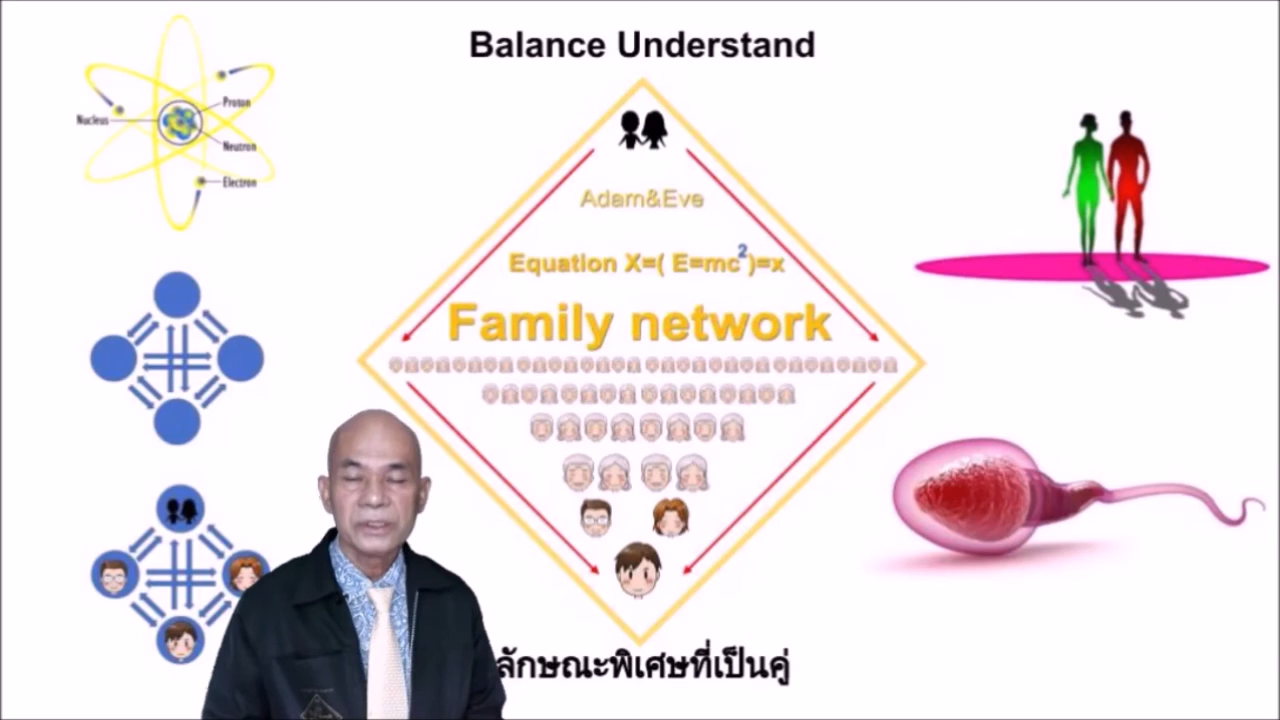 Balance Understand
Nucleus
Proton
Neutron
Electron
Adam&Eve
Equation X=( E=mc²)=x
Family network
ลักษณะพิเศษที่เป็นคู่